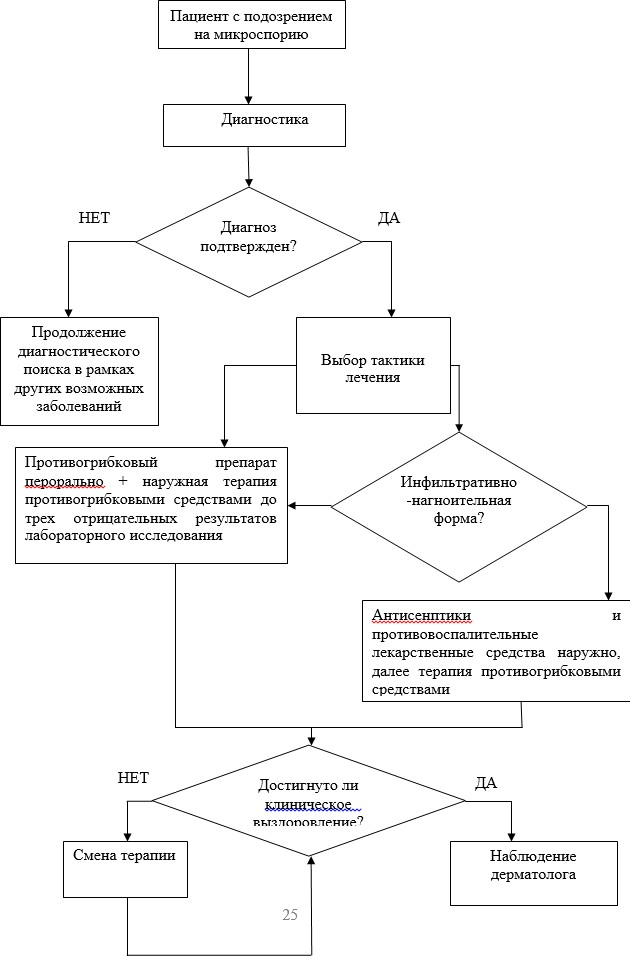 Пациент с подозрением
на микроспорию
Диагностика
НЕТ
ДА
Диагноз
подтвержден?
Продолжение
диагностического
поиска в рамках
других возможных
заболеваний
Выбор тактики
лечения
Противогрибковый препарат
перорально + наружная терапия
противогрибковыми средствами до
трех отрицательных результатов
лабораторного исследования
Инфильтративно
-нагноительная
форма?
Антисептики и
противовоспалительные
лекарственные средства наружно,
далее терапия противогрибковыми
средствами
НЕТ
ДА
Достигнуто ли
клиническое
выздоровление?
Смена терапии
Наблюдение
дерматолога
25